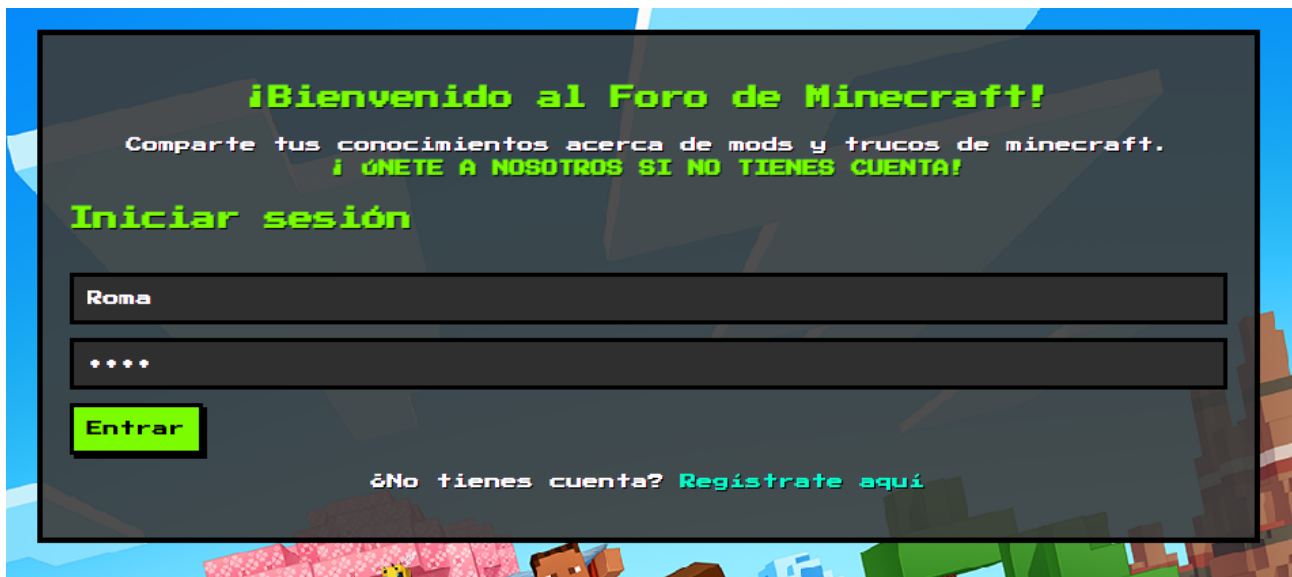 ¡Bienvenido al Foro de Minecraft!
Comparte tus conocimientos acerca de mods y trucos de minecraft.
¡ úNETE A NOSOTROS SI NO TIENES CUENTA!
Iniciar sesión
Roma
••••
Entrar
¿No tienes cuenta? Regístrate aquí